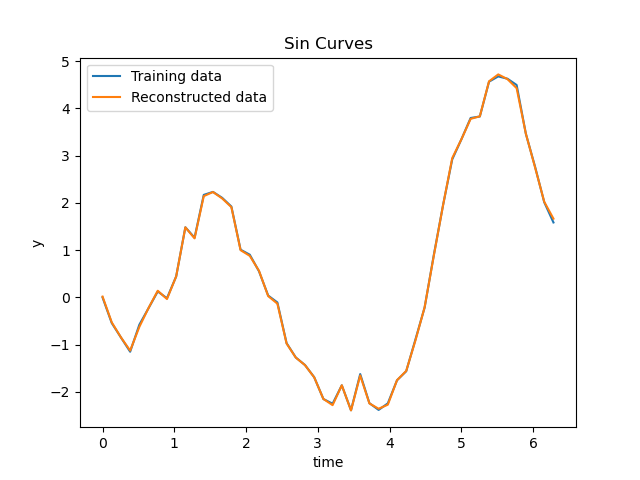 Sin Curves
Training data
Reconstructed data
5
4
3
2
1
0
−1
−2
y
0 1 2 3 4 5 6
time